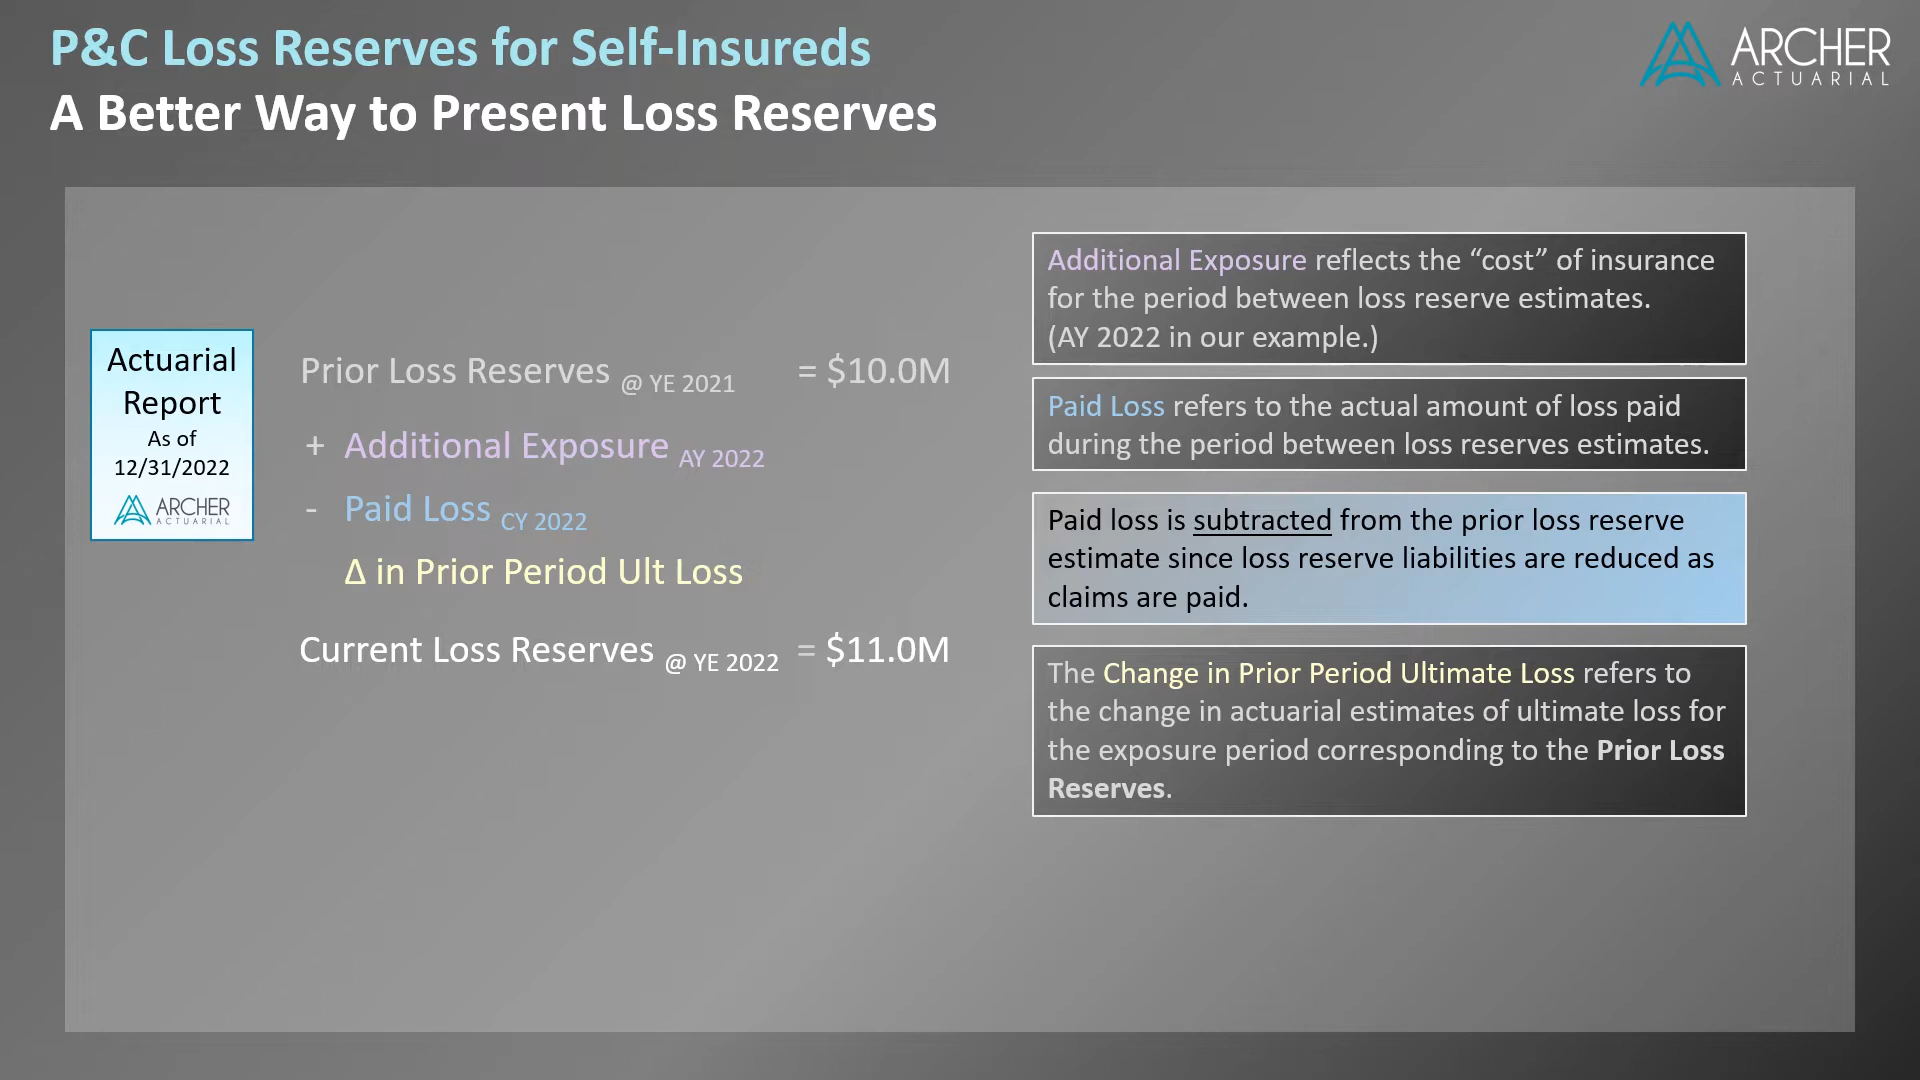 P&C Loss Reserves for Self-Insureds
A Better Way to Present Loss Reserves
ARCHER
ACTUARIAL
Actuarial
Report
As of
12/31/2022
ARCHER
ACTUARIAL
Prior Loss Reserves @ YE 2021 = $10.0M
+ Additional Exposure AY 2022
- Paid Loss CY 2022
Δ in Prior Period Ult Loss
Current Loss Reserves @ YE 2022 = $11.0M
Additional Exposure reflects the “cost” of insurance
for the period between loss reserve estimates.
(AY 2022 in our example.)
Paid Loss refers to the actual amount of loss paid
during the period between loss reserves estimates.
Paid loss is subtracted from the prior loss reserve
estimate since loss reserve liabilities are reduced as
claims are paid.
The Change in Prior Period Ultimate Loss refers to
the change in actuarial estimates of ultimate loss for
the exposure period corresponding to the Prior Loss
Reserves.